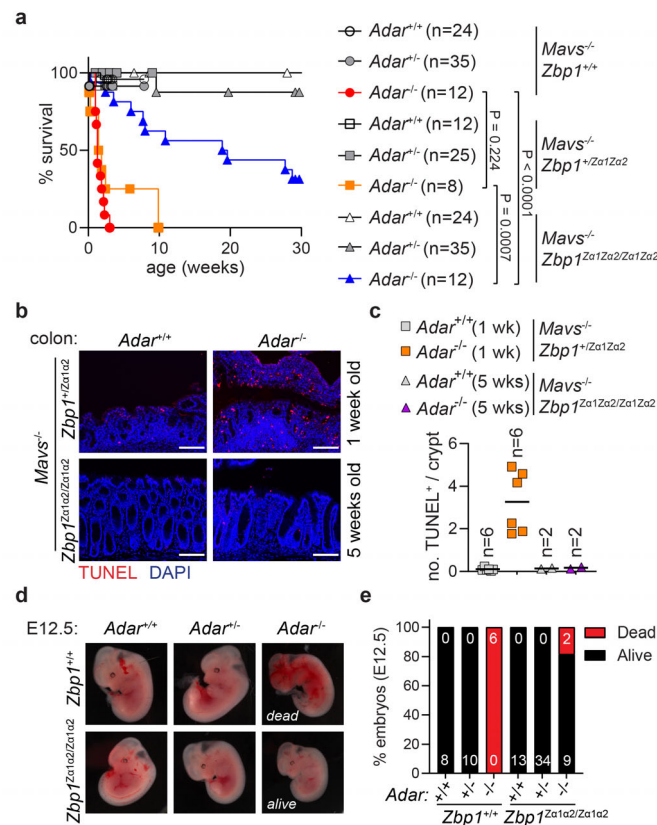 a
% survival
100
50
0
0
10
20
30
age (weeks)
Adar+/+ (n=24)
Adar+/- (n=35)
Adar-/- (n=12)
Adar+/+ (n=12)
Adar+/- (n=25)
Adar-/- (n=8)
Adar+/+ (n=24)
Adar+/- (n=35)
Adar-/- (n=12)
P = 0.224
P = 0.0007
P < 0.0001
Mavs-/-
Zbp1+/+
Mavs-/-
Zbp1+/Zα1Zα2
Mavs-/-
Zbp1Zα1Zα2/Zα1Zα2
b
colon:
Adar+/+
Adar-/-
Mavs-/-
Zbp1+/Zα1α2
Zbp1Zα1α2/Zα1α2
1 week old
5 weeks old
TUNEL DAPI
c
Adar+/+ (1 wk)
Adar-/- (1 wk)
Adar+/+ (5 wks)
Adar-/- (5 wks)
Mavs-/-
Zbp1+/Zα1Zα2
Mavs-/-
Zbp1Zα1Zα2/Zα1Zα2
no. TUNEL+ / crypt
6
4
2
0
n=6
n=6
n=2
n=2
d
E12.5:
Adar+/+
Adar+/-
Adar-/-
Zbp1+/+
dead
Zbp1Zα1α2/Zα1α2
alive
e
% embryos (E12.5)
100
80
60
40
20
0
0 0 6 0 0 2
8 10 0 13 34 9
Dead
Alive
Adar: +/+ +/- -/- +/+ +/- -/-
Zbp1+/+ Zbp1Zα1α2/Zα1α2